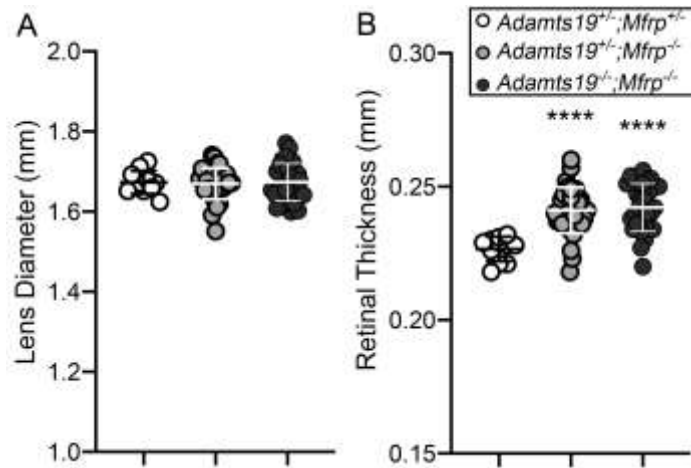 A
Lens Diameter (mm)
2.0
1.8
1.6
1.4
1.2
1.0
B
Retinal Thickness (mm)
0.30
0.25
0.20
0.15
Adamts19+/-;Mfrp+/-
Adamts19+/-;Mfrp-/-
Adamts19-/-;Mfrp-/-
****
****